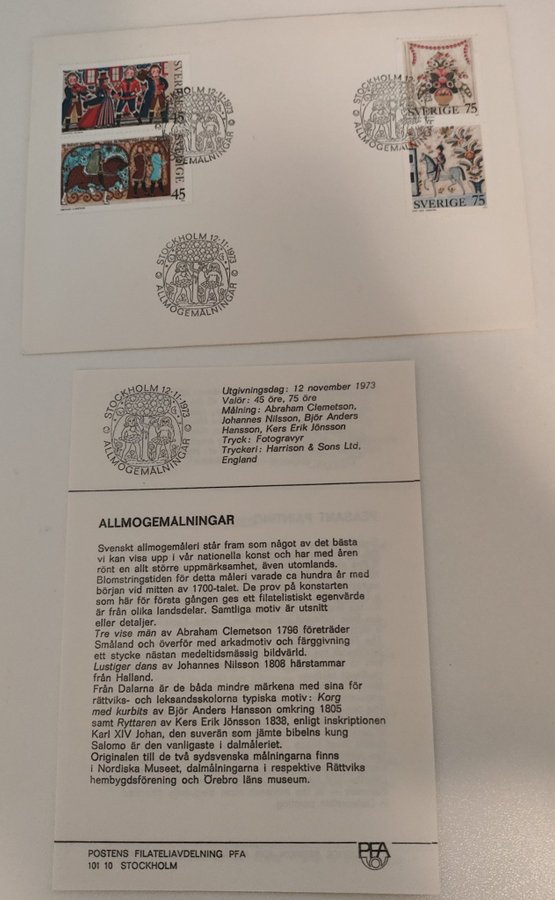 SVERIGE
45
SVERIGE
45
SVERIGE 75
SVERIGE 75
STOCKHOLM 12·11·1973
ALLMOGEMÅLNINGAR
STOCKHOLM 12·11·1973
ALLMOGEMÅLNINGAR
STOCKHOLM 12·11·1973
ALLMOGEMÅLNINGAR
STOCKHOLM 12·11·1973
ALLMOGEMÅLNINGAR
Utgivningsdag: 12 november 1973
Valör: 45 öre, 75 öre
Målning: Abraham Clemetson,
Johannes Nilsson, Björ Anders
Hansson, Kers Erik Jönsson
Tryck: Fotogravyr
Tryckeri: Harrison & Sons Ltd,
England
ALLMOGEMÅLNINGAR
Svenskt allmogemåleri står fram som något av det bästa
vi kan visa upp i vår nationella konst och har med åren
rönt en allt större uppmärksamhet, även utomlands.
Blomstringstiden för detta måleri varade ca hundra år med
början vid mitten av 1700-talet. De prov på konstarten
som här för första gången ges ett filatelistiskt egenvärde
är från olika landsdelar. Samtliga motiv är utsnitt
eller detaljer.
Tre vise män av Abraham Clemetson 1796 företräder
Småland och överför med arkadmotiv och färggivning
ett stycke nästan medeltidsmässig bildvärld.
Lustiger dans av Johannes Nilsson 1808 härstammar
från Halland.
Från Dalarna är de båda mindre märkena med sina för
rättviks- och leksandsskolorna typiska motiv: Korg
med kurbits av Björ Anders Hansson omkring 1805
samt Ryttaren av Kers Erik Jönsson 1838, enligt inskriptionen
Karl XIV Johan, den suverän som jämte bibelns kung
Salomo är den vanligaste i dalmåleriet.
Originalen till de två sydsvenska målningarna finns
i Nordiska Museet, dalmålningarna i respektive Rättviks
hembygdsförening och Örebro läns museum.
POSTENS FILATELIAVDELNING PFA
101 10 STOCKHOLM
PFA